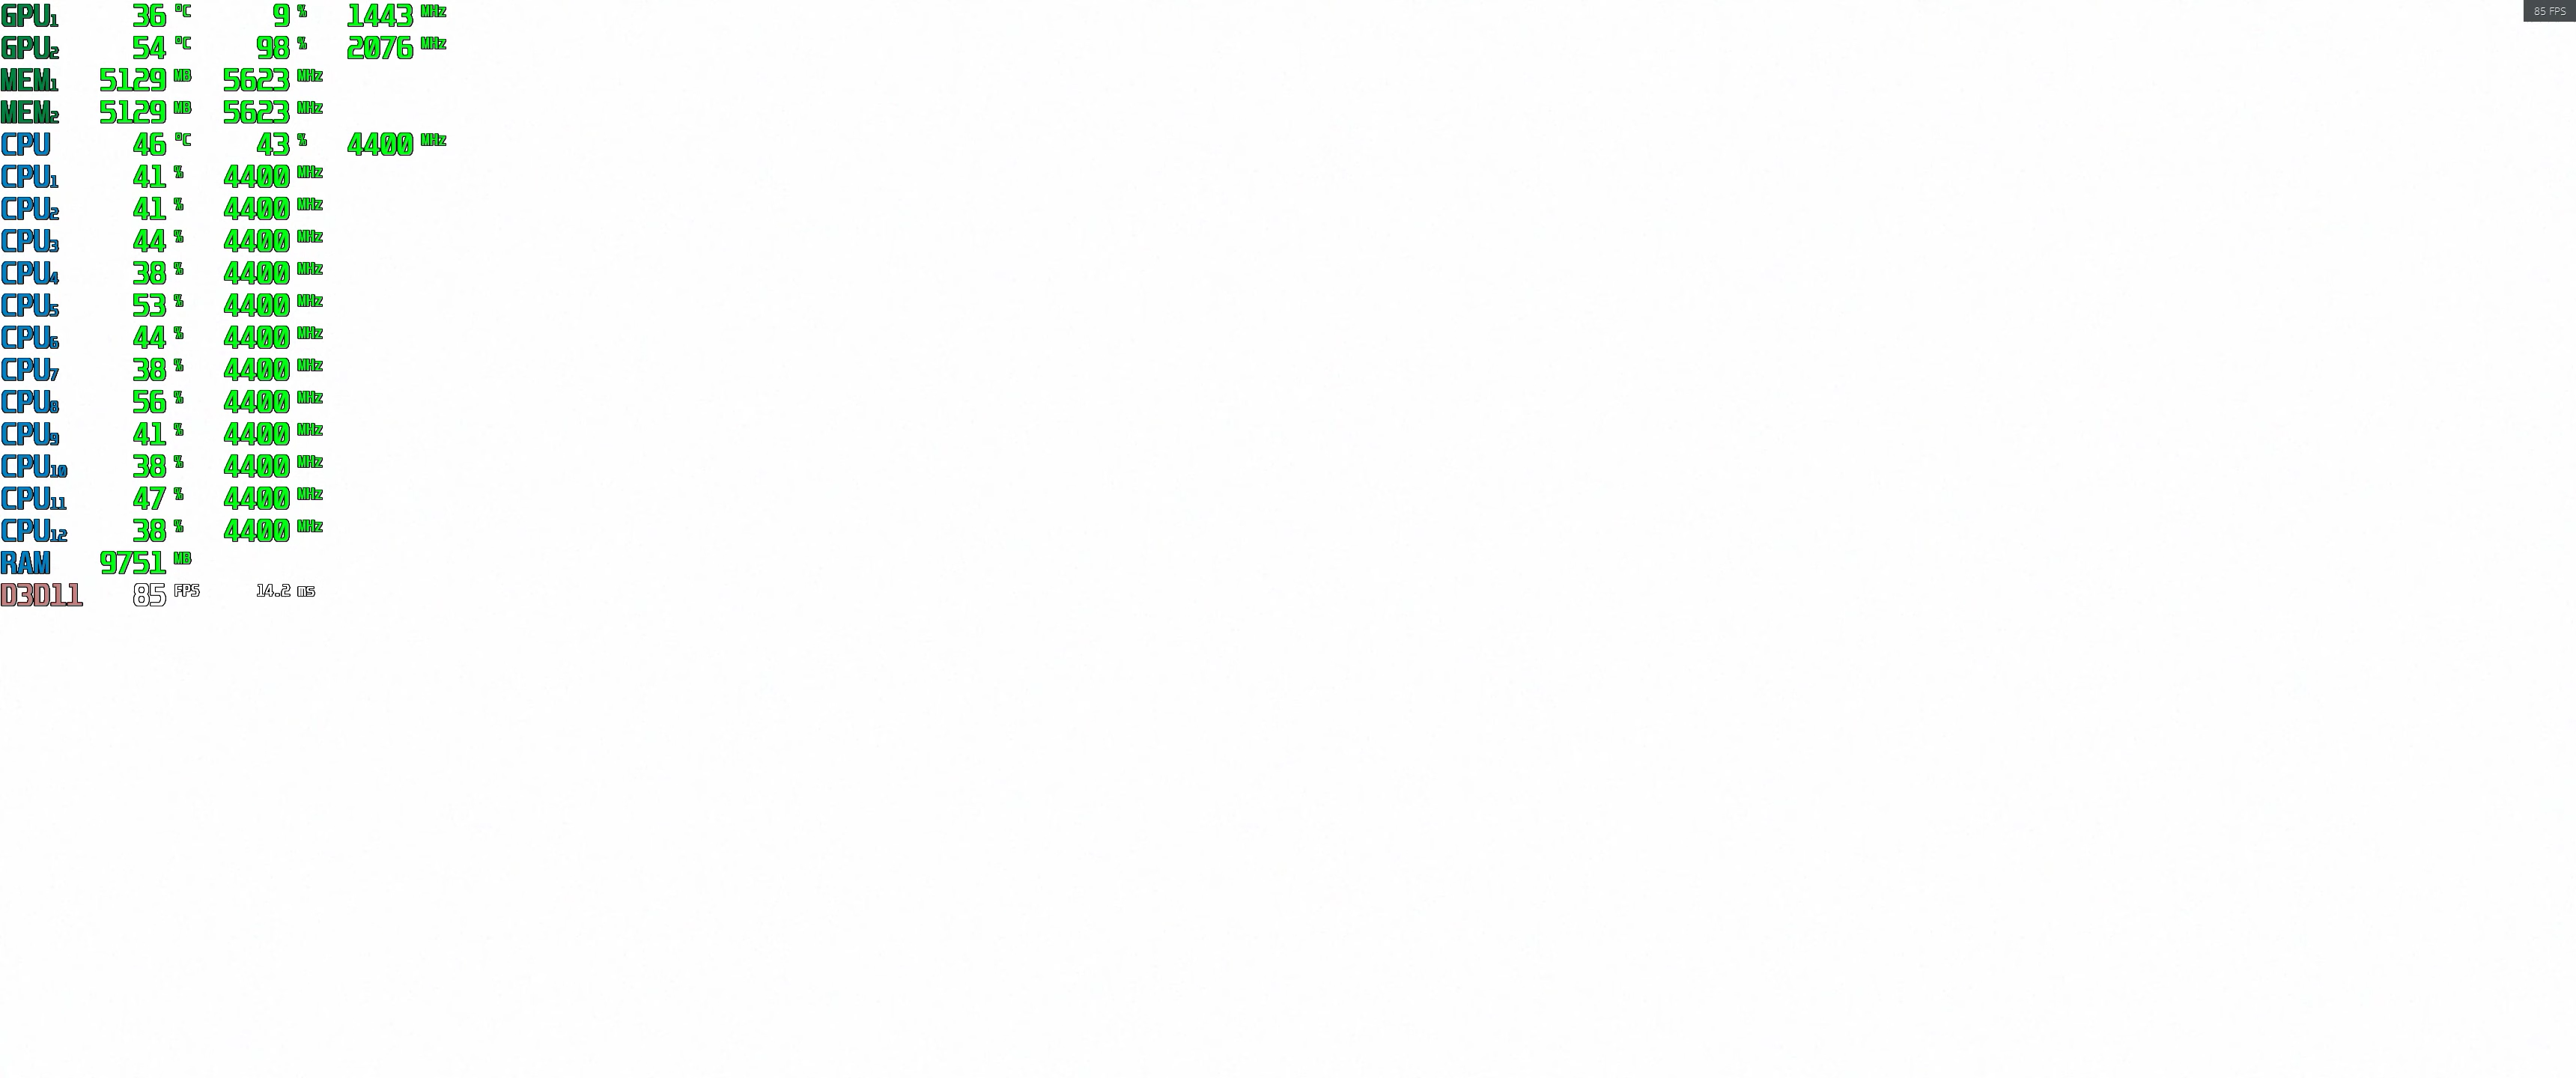 GPU1 36 °C 9 % 1443 MHz 85 FPS
GPU2 54 °C 98 % 2076 MHz
MEM1 5129 MB 5623 MHz
MEM2 5129 MB 5623 MHz
CPU 46 °C 43 % 4400 MHz
CPU1 41 % 4400 MHz
CPU2 41 % 4400 MHz
CPU3 44 % 4400 MHz
CPU4 38 % 4400 MHz
CPU5 53 % 4400 MHz
CPU6 44 % 4400 MHz
CPU7 38 % 4400 MHz
CPU8 56 % 4400 MHz
CPU9 41 % 4400 MHz
CPU10 38 % 4400 MHz
CPU11 47 % 4400 MHz
CPU12 38 % 4400 MHz
RAM 9751 MB
D3D11 85 FPS 14.2 ms